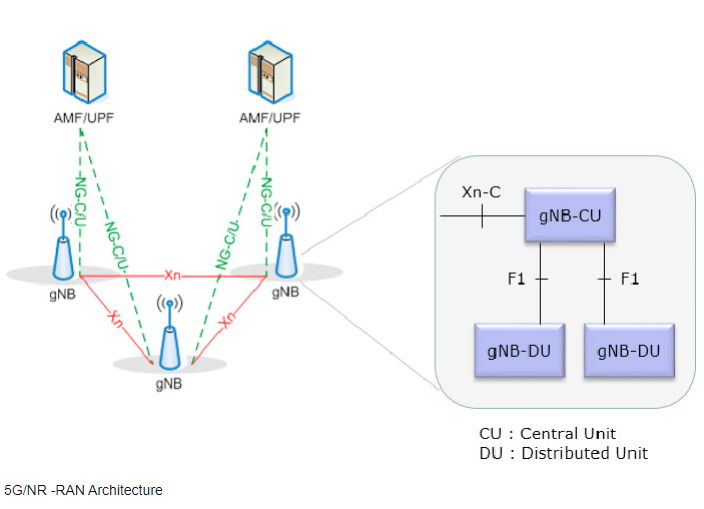 AMF/UPF
AMF/UPF
NG-C/U
NG-C/U
NG-C/U
NG-C/U
Xn
Xn
Xn
gNB
gNB
gNB
Xn-C
gNB-CU
F1
F1
gNB-DU
gNB-DU
CU : Central Unit
DU : Distributed Unit
5G/NR -RAN Architecture